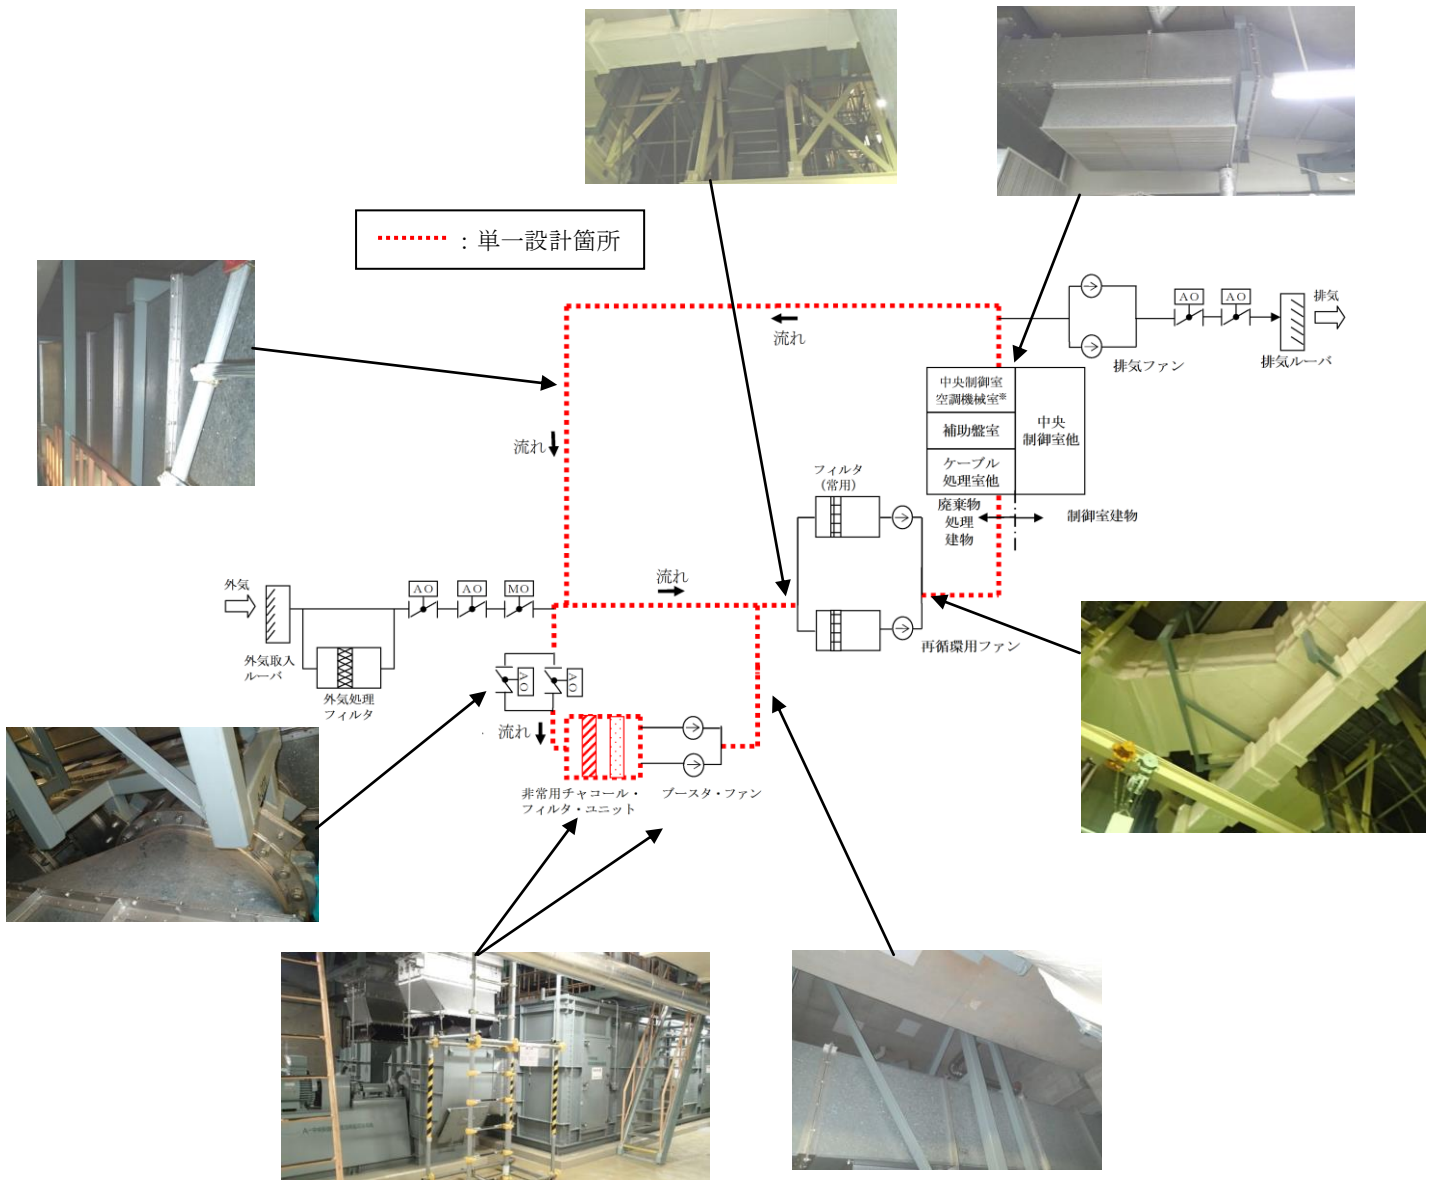 ：単一設計箇所
流れ
AO
AO
排気
排気ファン
排気ルーバ
中央制御室
空調機械室※
補助盤室
ケーブル
処理室他
中央
制御室他
流れ
フィルタ
（常用）
廃棄物
処理
建物
制御室建物
外気
AO
AO
MO
流れ
外気取入
ルーバ
外気処理
フィルタ
AO
AO
再循環用ファン
流れ
非常用チャコール・
フィルタ・ユニット
ブースタ・ファン